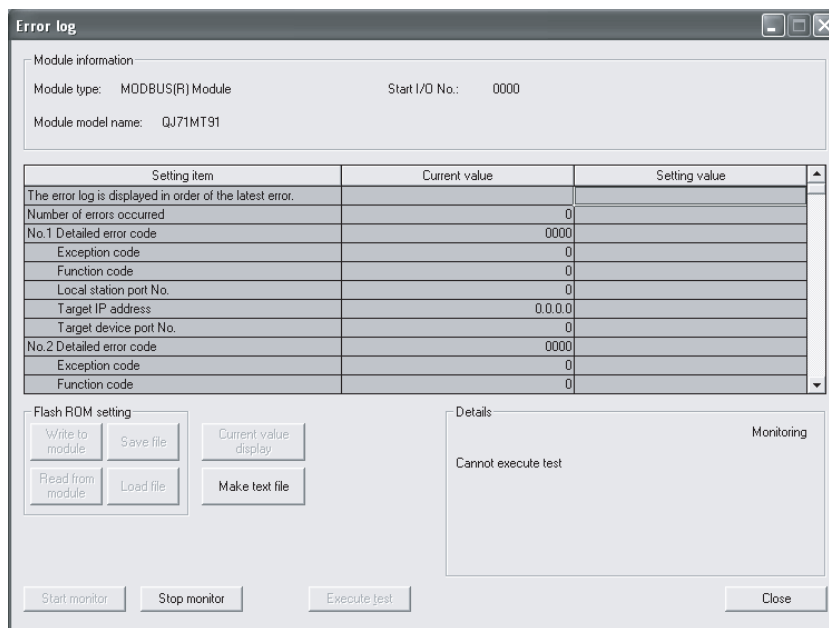 Error log
Module information
Module type: MODBUS(R) Module Start I/O No.: 0000
Module model name: QJ71MT91
Setting item Current value Setting value
The error log is displayed in order of the latest error.
Number of errors occurred 0
No.1 Detailed error code 0000
Exception code 0
Function code 0
Local station port No. 0
Target IP address 0.0.0.0
Target device port No. 0
No.2 Detailed error code 0000
Exception code 0
Function code 0
Flash ROM setting
Write to
module
Save file
Read from
module
Load file
Current value
display
Make text file
Details
Monitoring
Cannot execute test
Start monitor Stop monitor Execute test Close